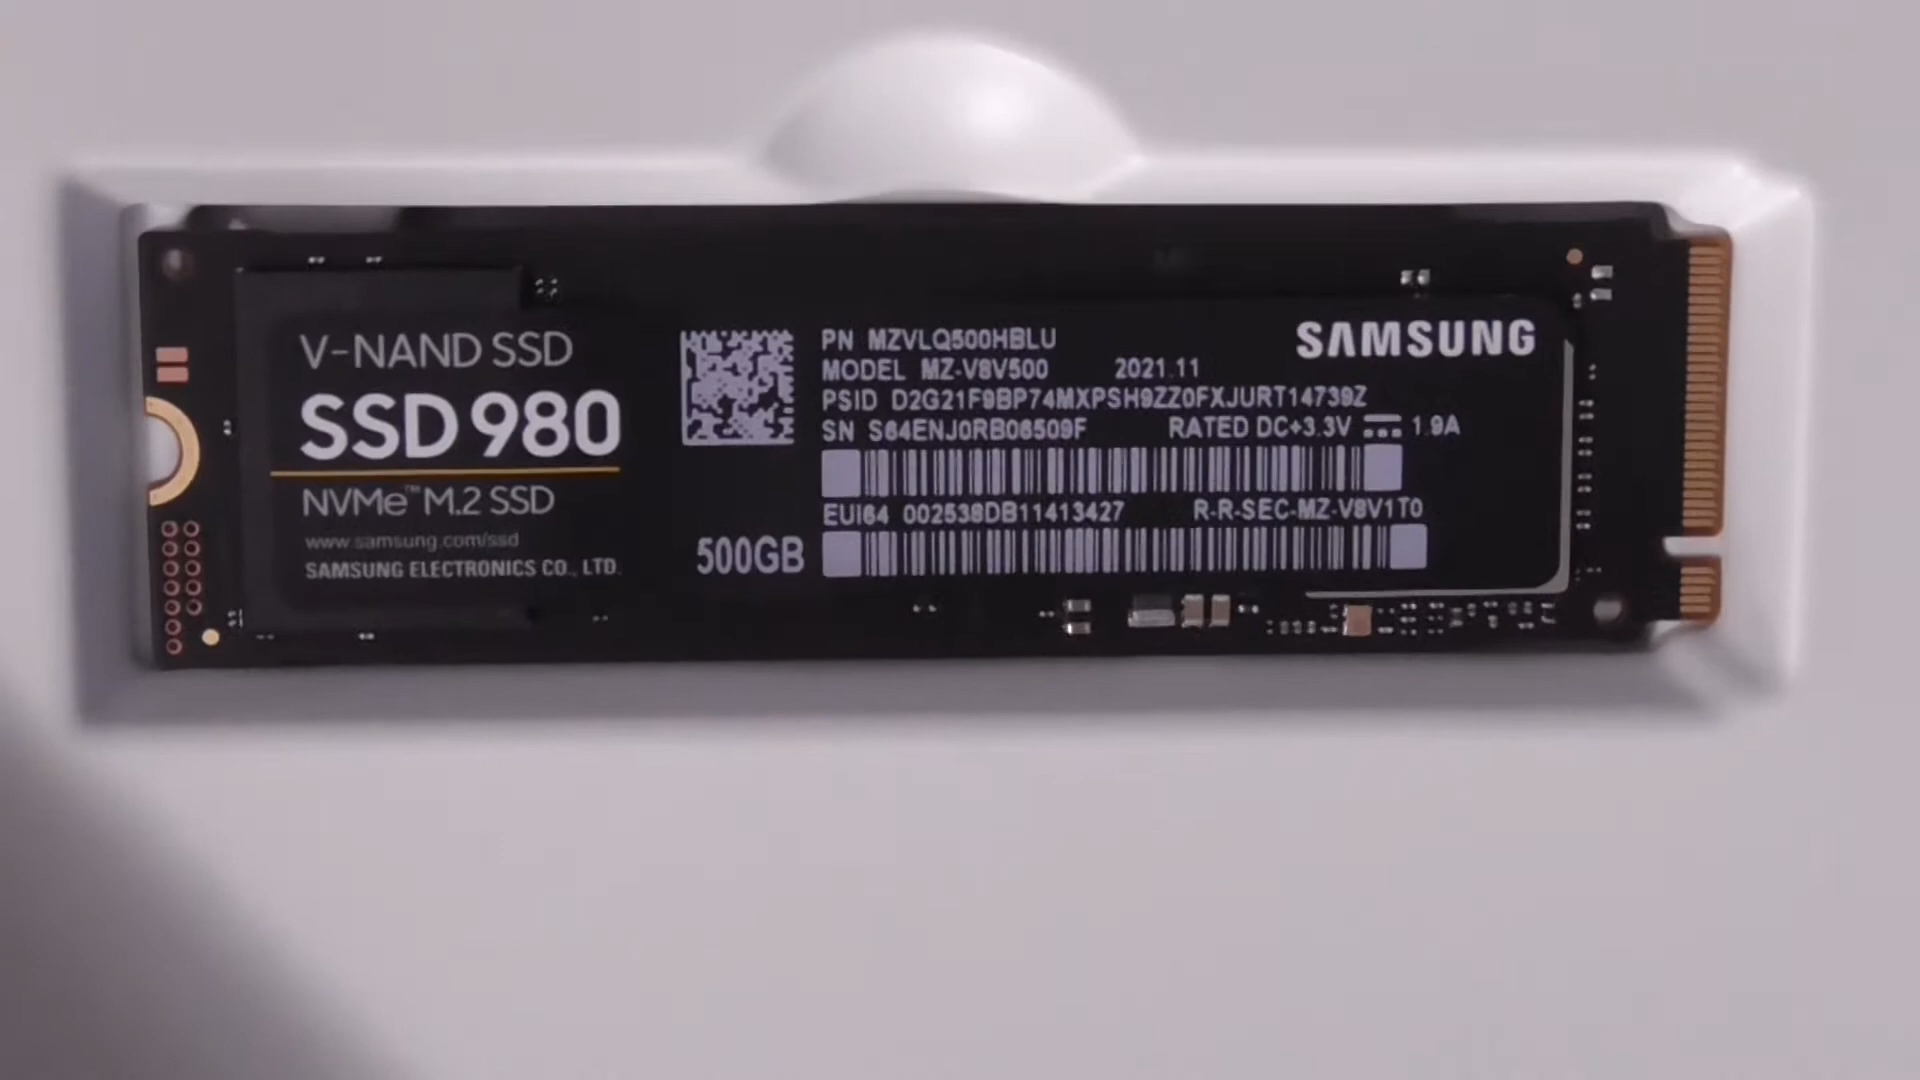 V-NAND SSD
SSD 980
NVMe™ M.2 SSD
www.samsung.com/ssd
SAMSUNG ELECTRONICS CO., LTD.
500GB
PN MZVLQ500HBLU
MODEL MZ-V8V500 2021.11
PSID D2G21F9BP74MXPSH9ZZ0FXJURT14739Z
SN S64ENJ0RB06509F RATED DC+3.3V ⎓ 1.9A
EUI64 002538DB11413427 R-R-SEC-MZ-V8V1T0
SAMSUNG